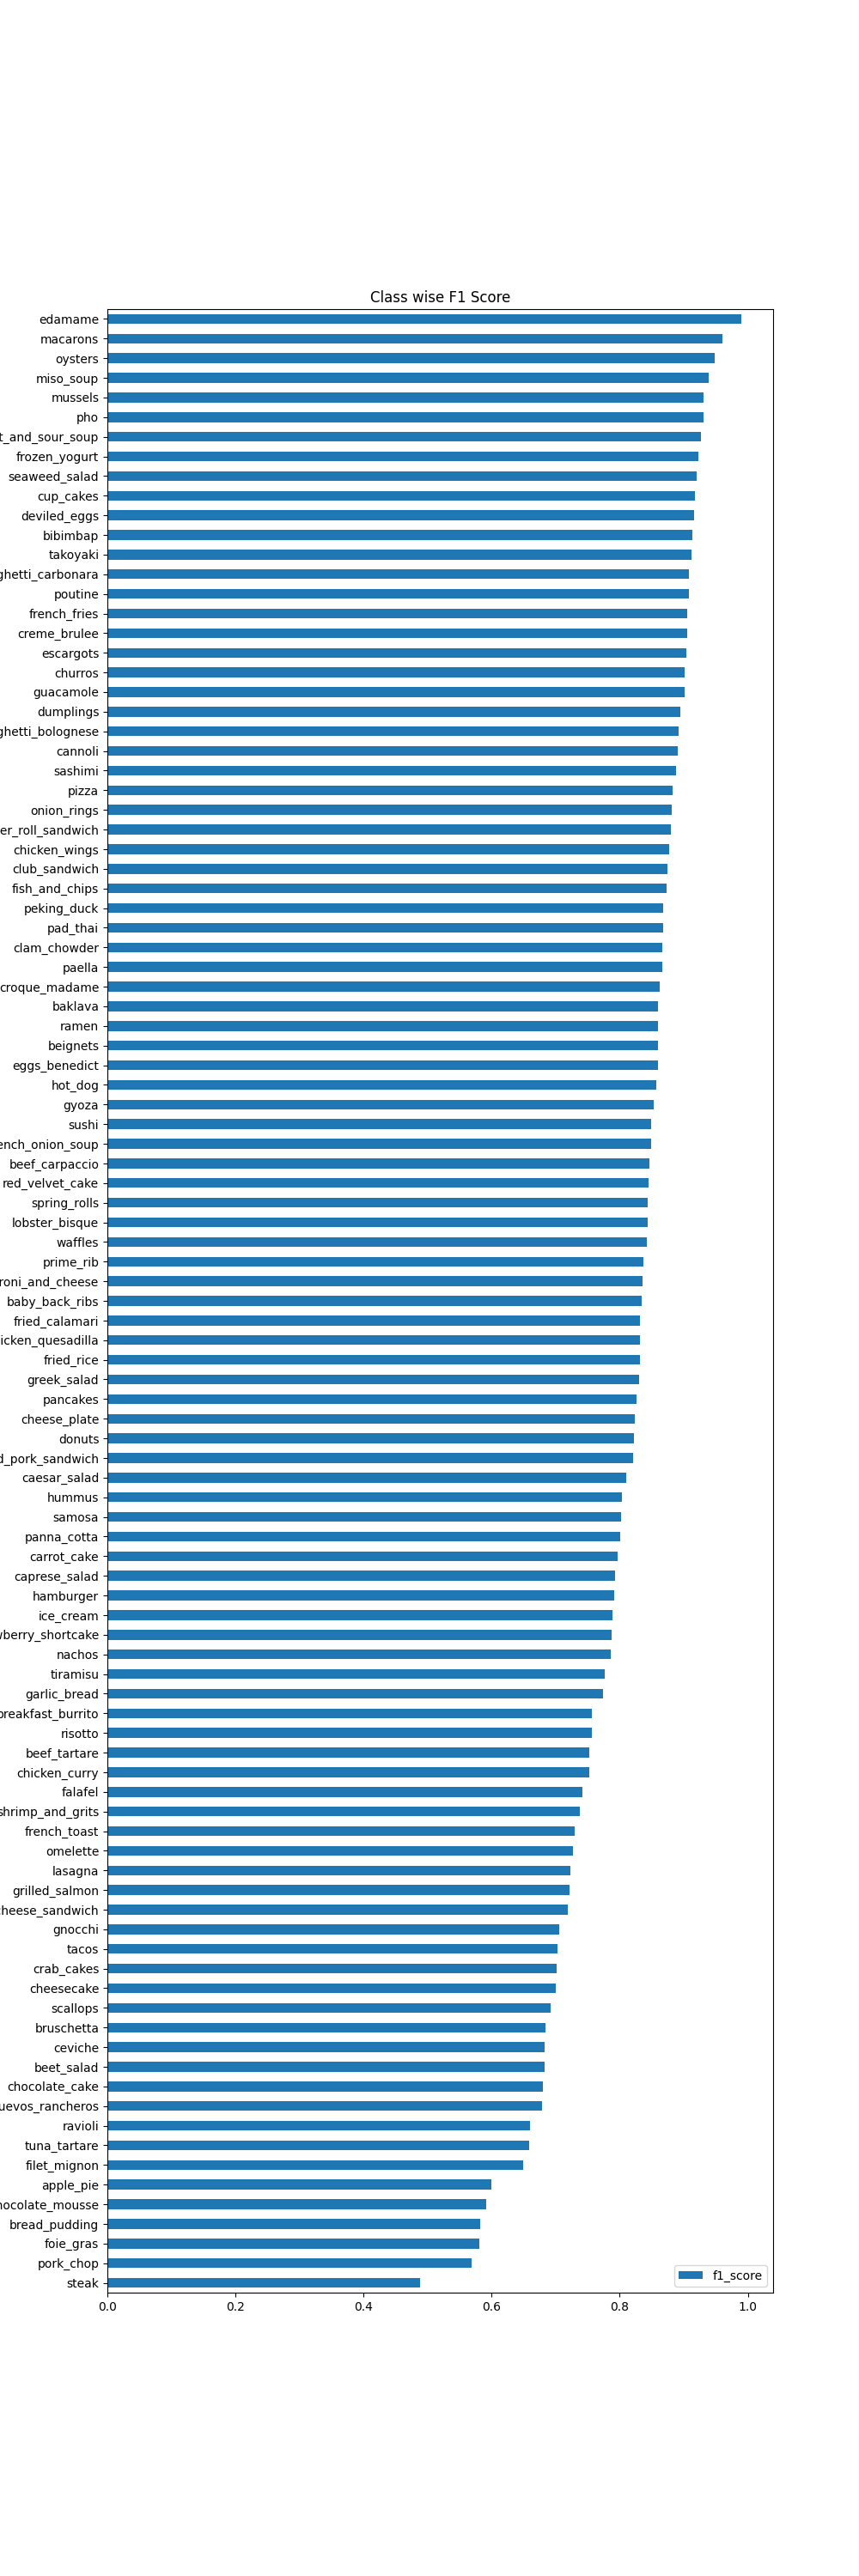 Class wise F1 Score
edamame
macarons
oysters
miso_soup
mussels
pho
t_and_sour_soup
frozen_yogurt
seaweed_salad
cup_cakes
deviled_eggs
bibimbap
takoyaki
ghetti_carbonara
poutine
french_fries
creme_brulee
escargots
churros
guacamole
dumplings
ghetti_bolognese
cannoli
sashimi
pizza
onion_rings
er_roll_sandwich
chicken_wings
club_sandwich
fish_and_chips
peking_duck
pad_thai
clam_chowder
paella
croque_madame
baklava
ramen
beignets
eggs_benedict
hot_dog
gyoza
sushi
ench_onion_soup
beef_carpaccio
red_velvet_cake
spring_rolls
lobster_bisque
waffles
prime_rib
roni_and_cheese
baby_back_ribs
fried_calamari
icken_quesadilla
fried_rice
greek_salad
pancakes
cheese_plate
donuts
d_pork_sandwich
caesar_salad
hummus
samosa
panna_cotta
carrot_cake
caprese_salad
hamburger
ice_cream
wberry_shortcake
nachos
tiramisu
garlic_bread
breakfast_burrito
risotto
beef_tartare
chicken_curry
falafel
shrimp_and_grits
french_toast
omelette
lasagna
grilled_salmon
cheese_sandwich
gnocchi
tacos
crab_cakes
cheesecake
scallops
bruschetta
ceviche
beet_salad
chocolate_cake
uevos_rancheros
ravioli
tuna_tartare
filet_mignon
apple_pie
hocolate_mousse
bread_pudding
foie_gras
pork_chop
steak
f1_score
0.0 0.2 0.4 0.6 0.8 1.0